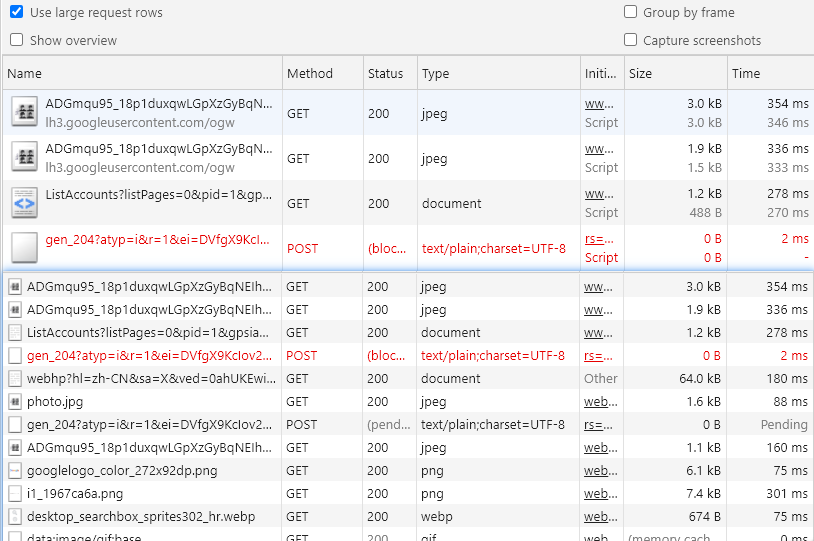 Use large request rows Group by frame
Show overview Capture screenshots
Name Method Status Type Initi... Size Time
ADGmqu95_18p1duxqwLGpXzGyBqN... GET 200 jpeg ww... 3.0 kB 354 ms
lh3.googleusercontent.com/ogw Script 3.0 kB 346 ms
ADGmqu95_18p1duxqwLGpXzGyBqN... GET 200 jpeg ww... 1.9 kB 336 ms
lh3.googleusercontent.com/ogw Script 1.5 kB 333 ms
ListAccounts?listPages=0&pid=1&gp... GET 200 document ww... 1.2 kB 278 ms
Script 488 B 270 ms
gen_204?atyp=i&r=1&ei=DVfgX9KcI... POST (bloc... text/plain;charset=UTF-8 rs=... 0 B 2 ms
Script 0 B -
ADGmqu95_18p1duxqwLGpXzGyBqNEIh... GET 200 jpeg ww... 3.0 kB 354 ms
ADGmqu95_18p1duxqwLGpXzGyBqNEIh... GET 200 jpeg ww... 1.9 kB 336 ms
ListAccounts?listPages=0&pid=1&gpsia... GET 200 document ww... 1.2 kB 278 ms
gen_204?atyp=i&r=1&ei=DVfgX9KcIov2... POST (bloc... text/plain;charset=UTF-8 rs=... 0 B 2 ms
webhp?hl=zh-CN&sa=X&ved=0ahUKEwi... GET 200 document Other 64.0 kB 180 ms
photo.jpg GET 200 jpeg web... 1.6 kB 88 ms
gen_204?atyp=i&r=1&ei=DVfgX9KcIov2... POST (pend... text/plain;charset=UTF-8 rs=... 0 B Pending
ADGmqu95_18p1duxqwLGpXzGyBqNEIh... GET 200 jpeg web... 1.1 kB 160 ms
googlelogo_color_272x92dp.png GET 200 png web... 6.1 kB 75 ms
i1_1967ca6a.png GET 200 png web... 7.4 kB 301 ms
desktop_searchbox_sprites302_hr.webp GET 200 webp web... 674 B 75 ms
data:image/gif;base... GET 200 gif web... (memory cach... 0 ms